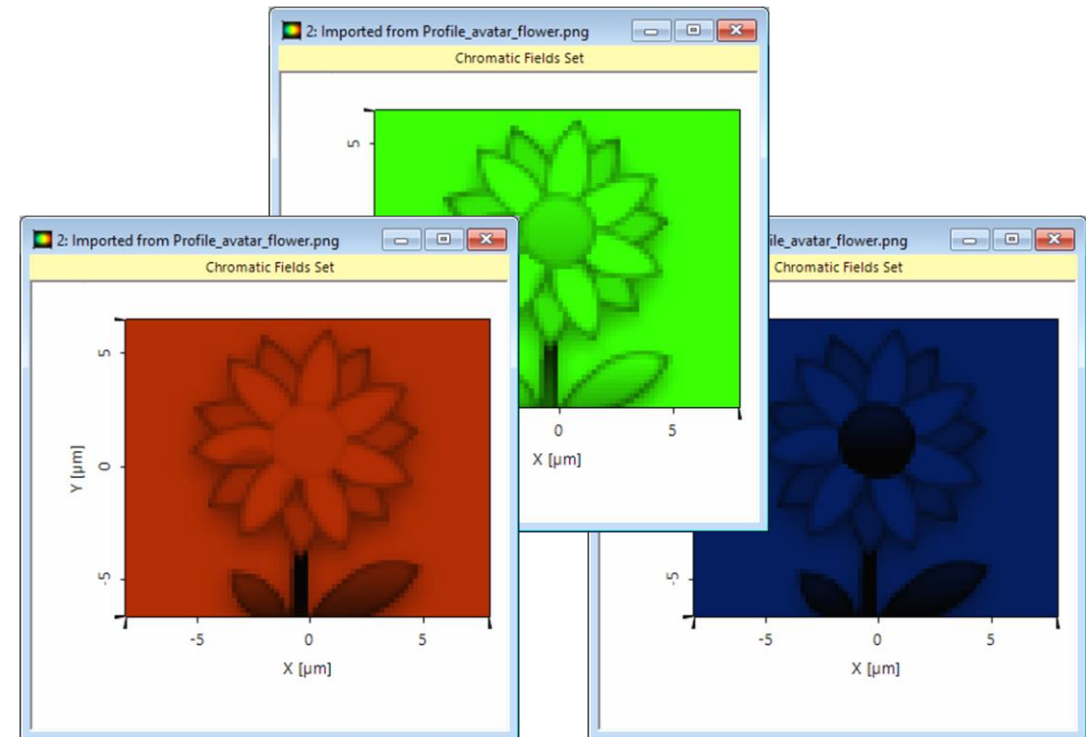 2: Imported from Profile_avatar_flower.png
Chromatic Fields Set
5
0 5
X [µm]
2: Imported from Profile_avatar_flower.png
Chromatic Fields Set
5
0
-5
Y [µm]
-5 0 5
X [µm]
ile_avatar_flower.png
Chromatic Fields Set
-5
-5 0 5
X [µm]